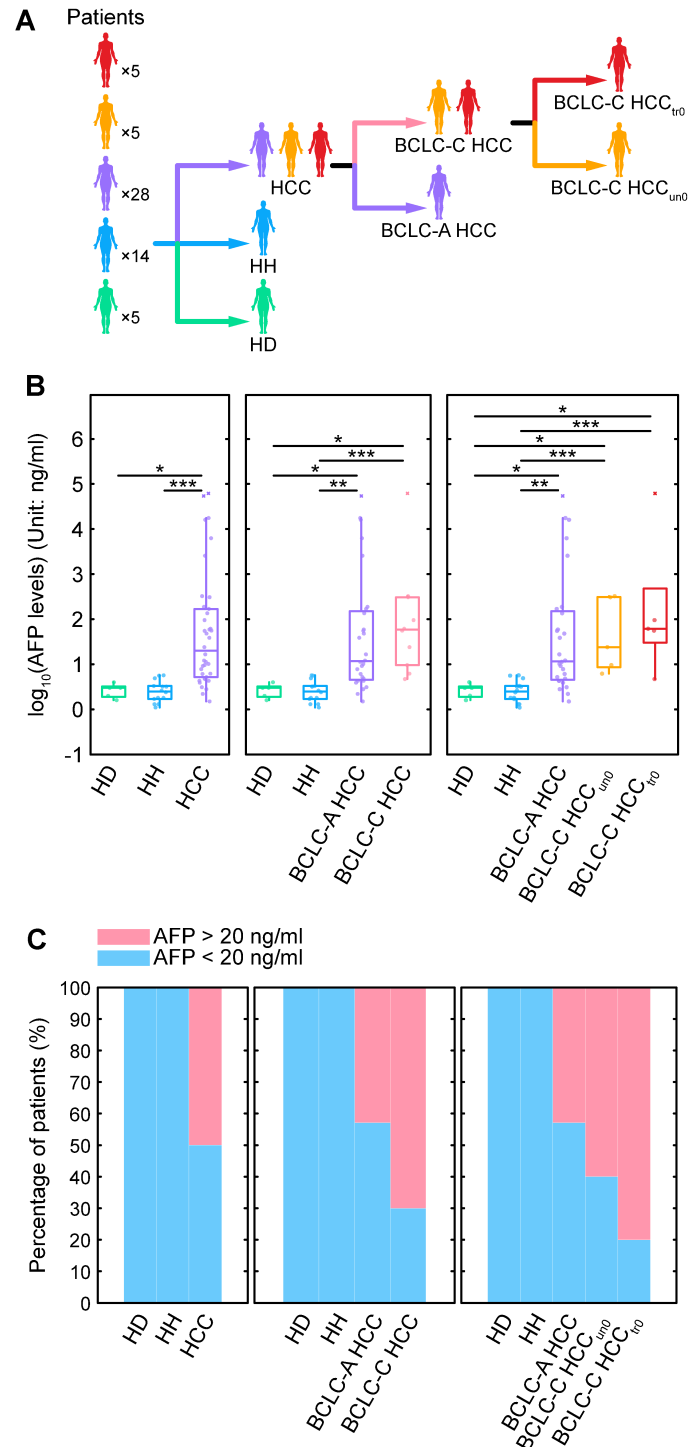 A
Patients
×5
×5
×28
×14
×5
HCC
HH
HD
BCLC-C HCC
BCLC-A HCC
BCLC-C HCCtr0
BCLC-C HCCun0
B
log10(AFP levels) (Unit: ng/ml)
6
5
4
3
2
1
0
-1
*
***
*
***
*
**
*
***
*
***
*
**
HD
HH
HCC
HD
HH
BCLC-A HCC
BCLC-C HCC
HD
HH
BCLC-A HCC
BCLC-C HCCun0
BCLC-C HCCtr0
C
AFP > 20 ng/ml
AFP < 20 ng/ml
Percentage of patients (%)
100
90
80
70
60
50
40
30
20
10
0
HD
HH
HCC
HD
HH
BCLC-A HCC
BCLC-C HCC
HD
HH
BCLC-A HCC
BCLC-C HCCun0
BCLC-C HCCtr0